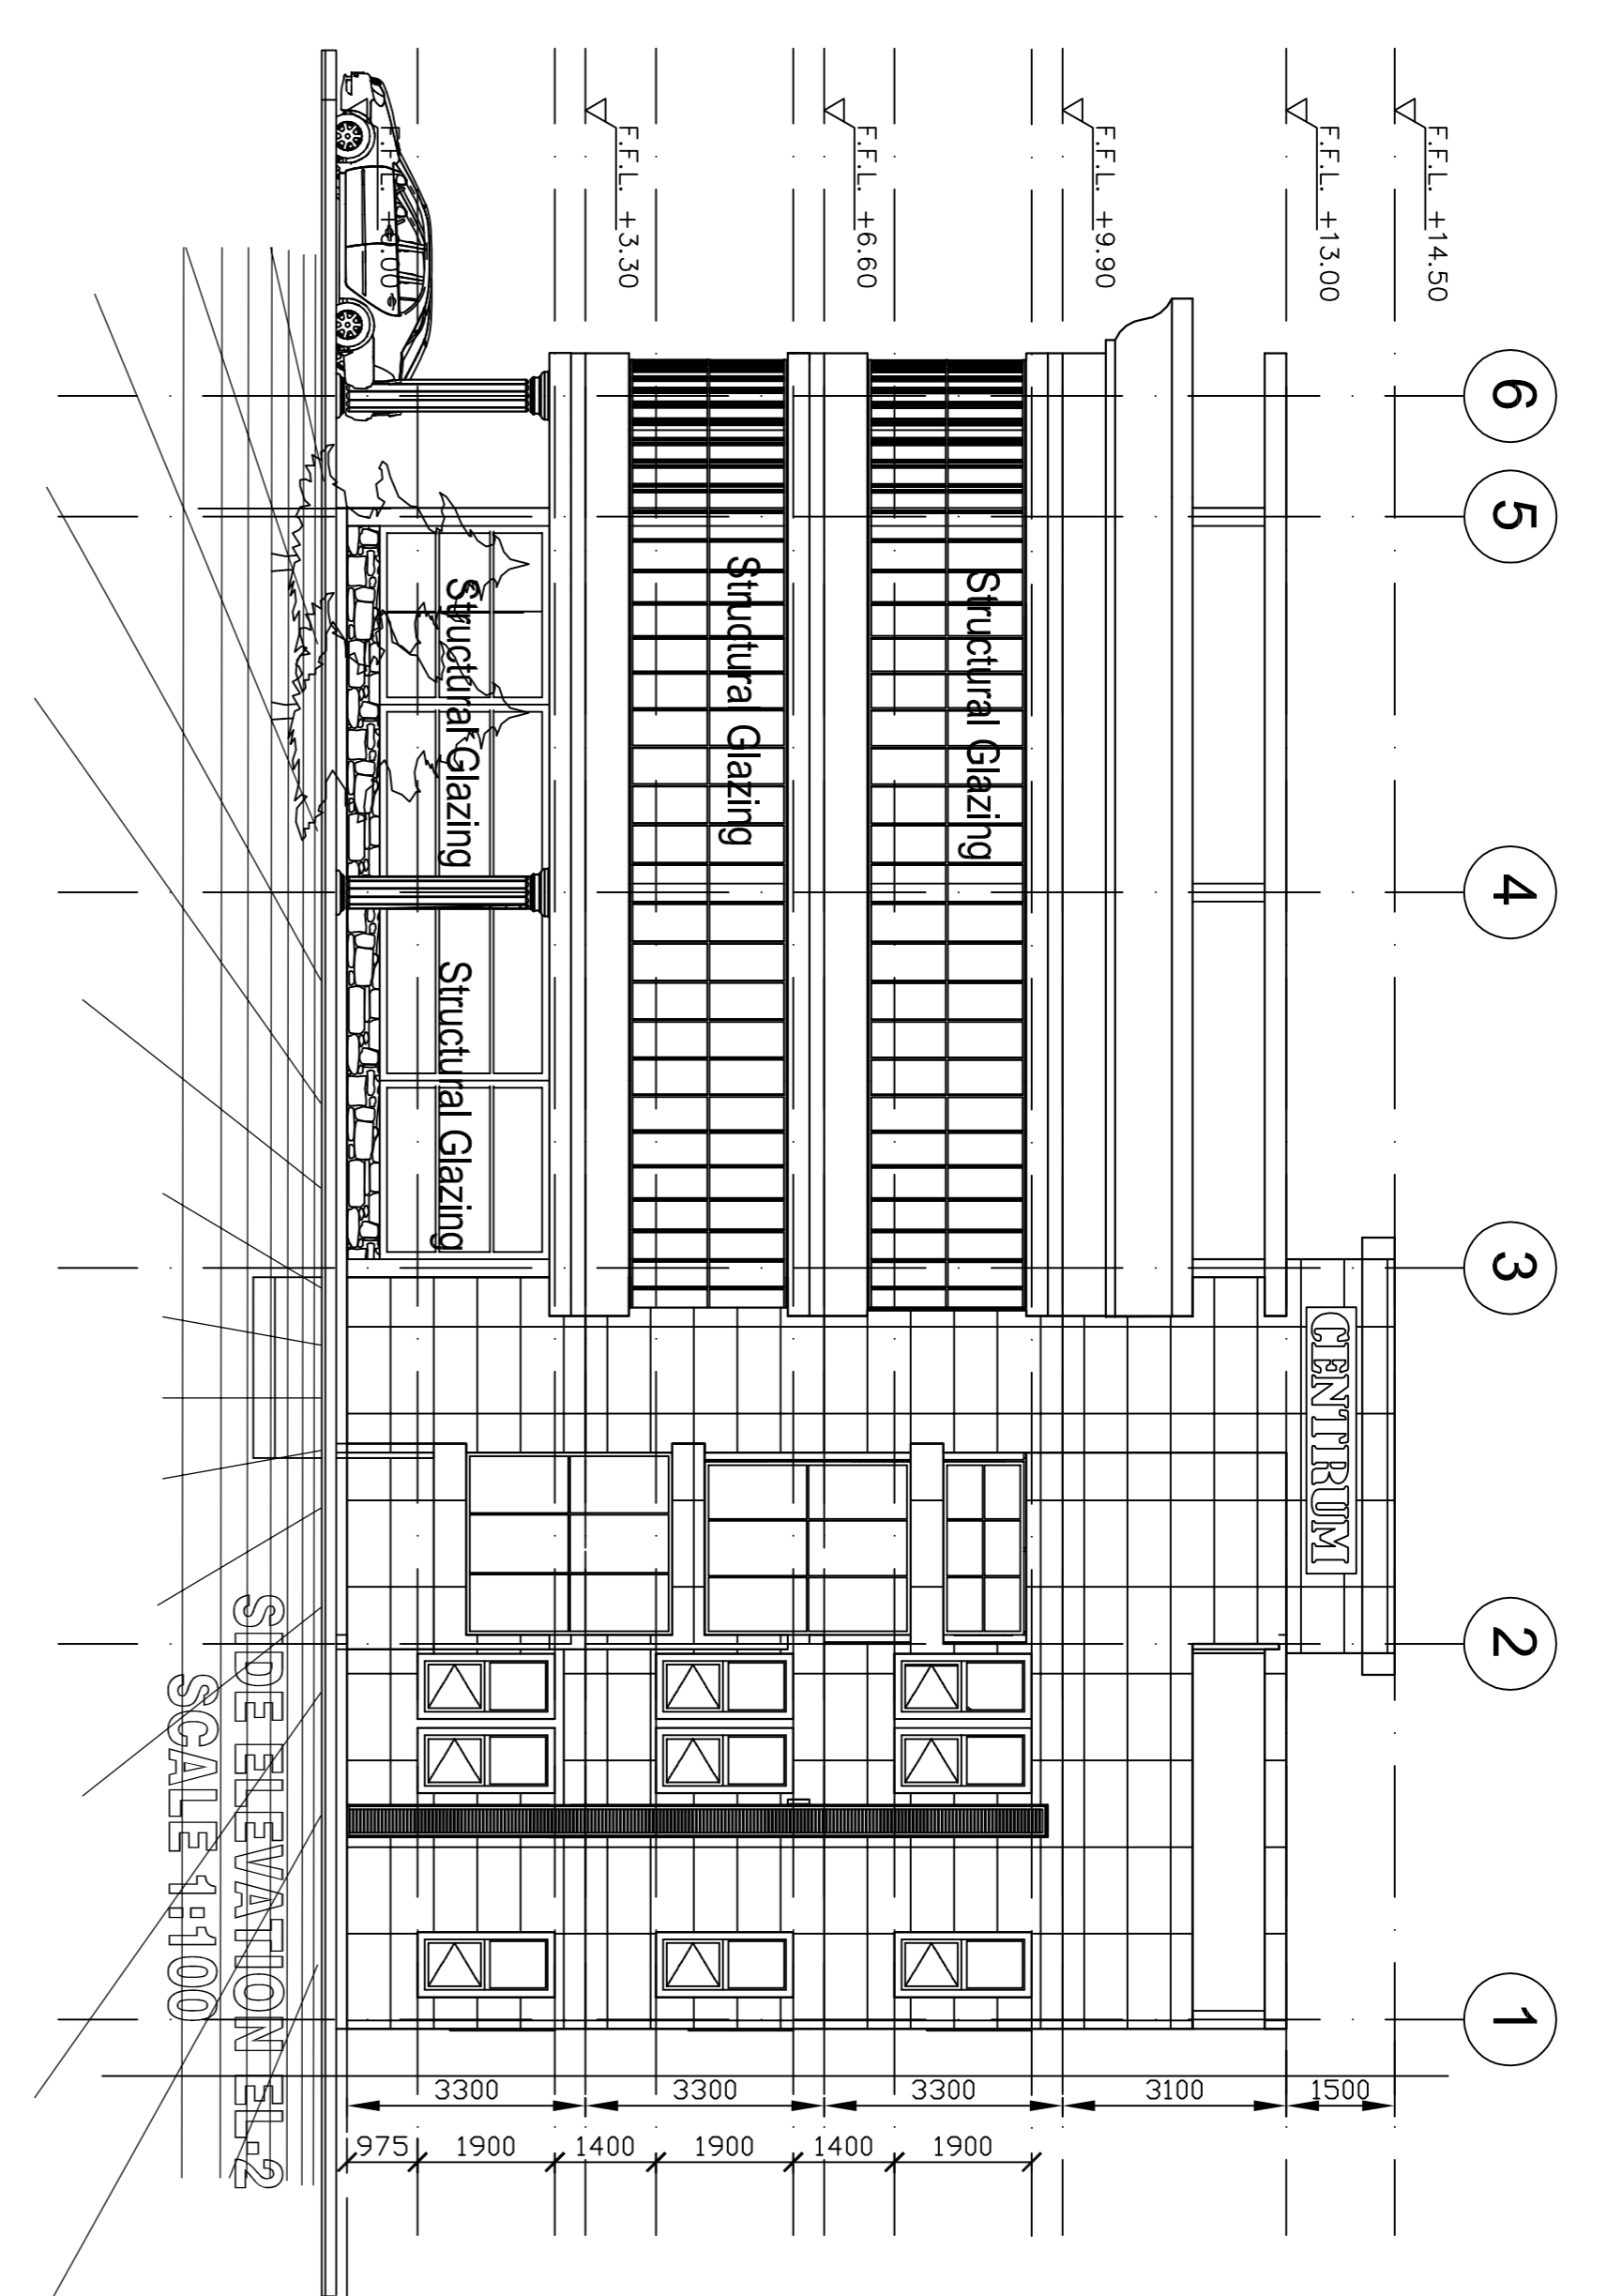 6
5
4
3
2
1
F.F.L. +14.50
F.F.L. +13.00
F.F.L. +9.90
F.F.L. +6.60
F.F.L. +3.30
CENTRUM
Structural Glazing
Structural Glazing
Structural Glazing
Structural Glazing
1500
3100
3300
3300
3300
1900
1400
1900
1400
1900
975
SIDE ELEVATION EL.2
SCALE 1:100